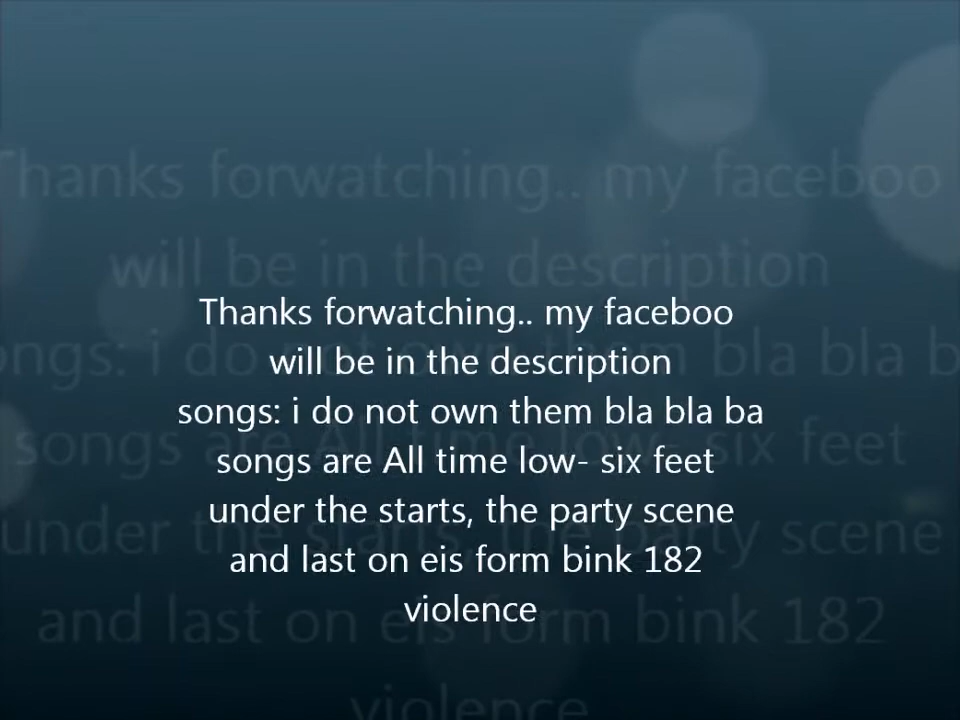 Thanks forwatching.. my faceboo
will be in the description
songs: i do not own them bla bla ba
songs are All time low- six feet
under the starts, the party scene
and last on eis form bink 182
violence